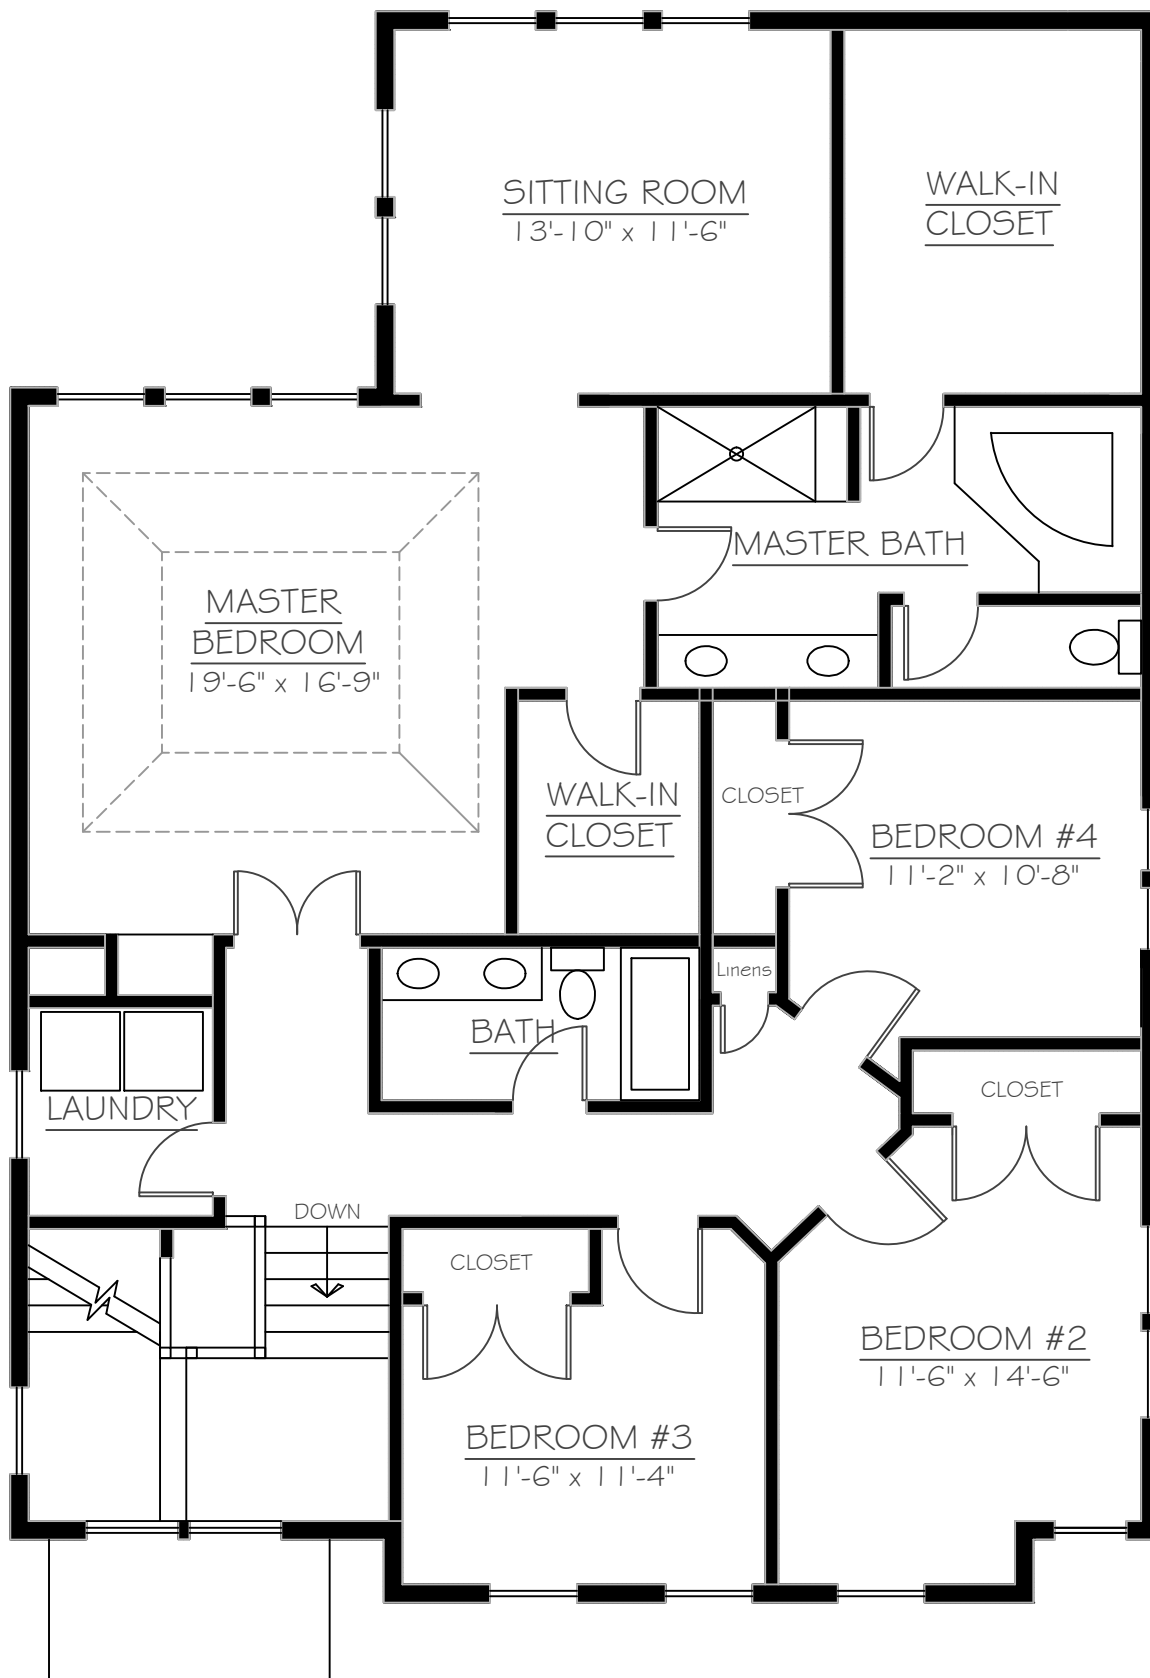 SITTING ROOM
13'-10" x 11'-6"
WALK-IN
CLOSET
MASTER BATH
MASTER
BEDROOM
19'-6" x 16'-9"
WALK-IN
CLOSET
CLOSET
BEDROOM #4
11'-2" x 10'-8"
Linens
BATH
LAUNDRY
CLOSET
DOWN
CLOSET
BEDROOM #2
11'-6" x 14'-6"
BEDROOM #3
11'-6" x 11'-4"